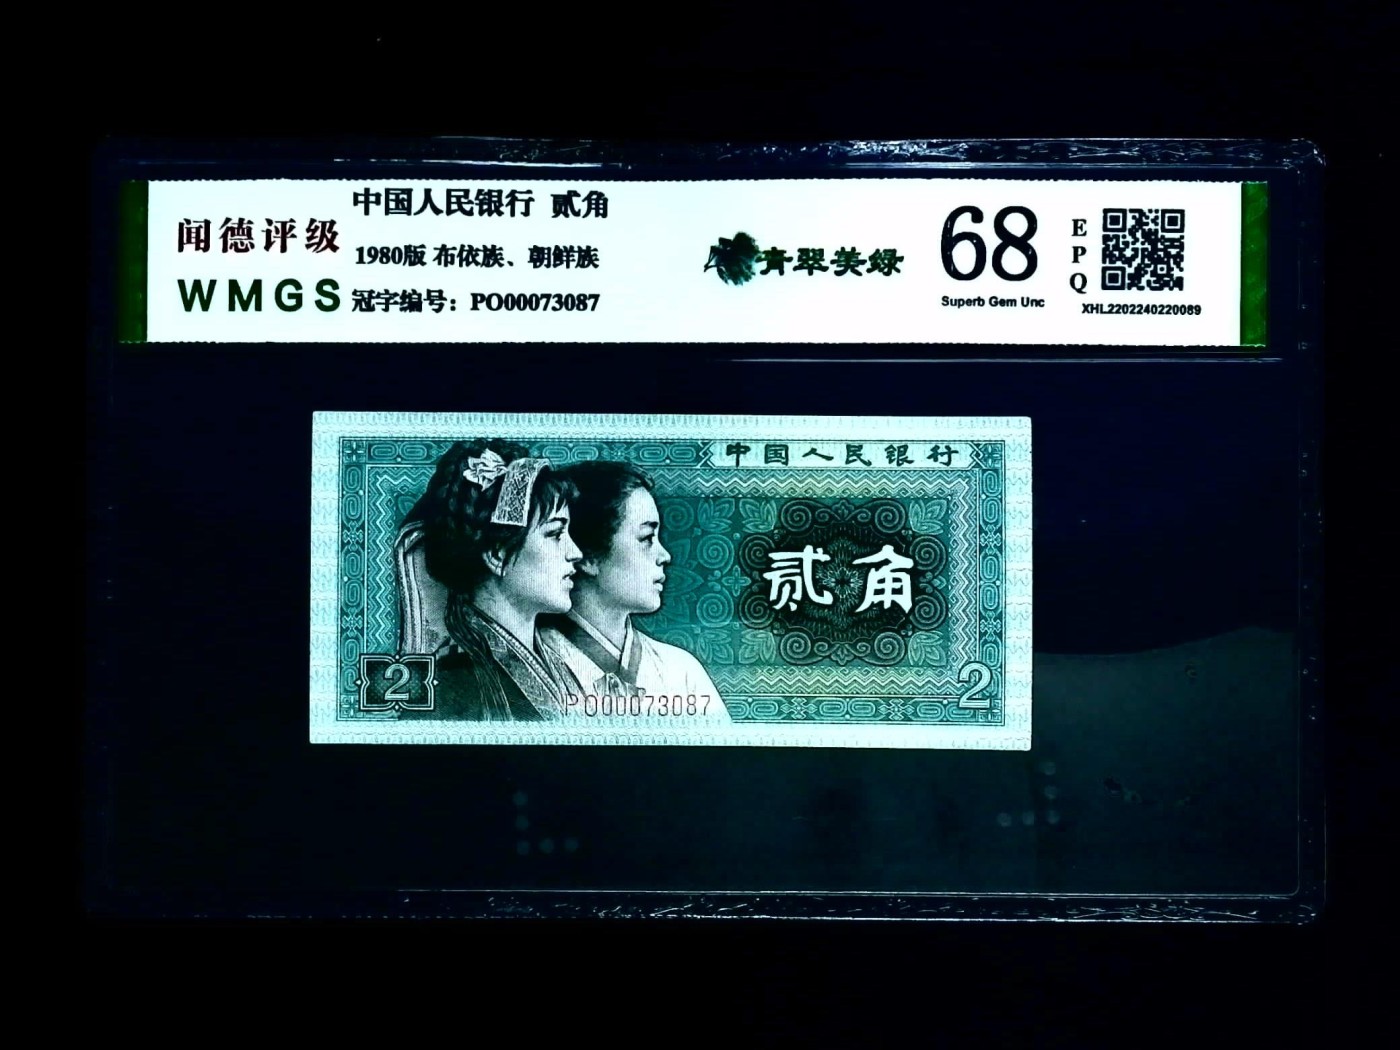 闻德评级
WMGS
中国人民银行 贰角
1980版 布依族、朝鲜族
冠字编号：PO00073087
青翠美绿
68
Superb Gem Unc
EPQ
XHL2202240220089
中国人民银行
贰角
2
PO00073087
2